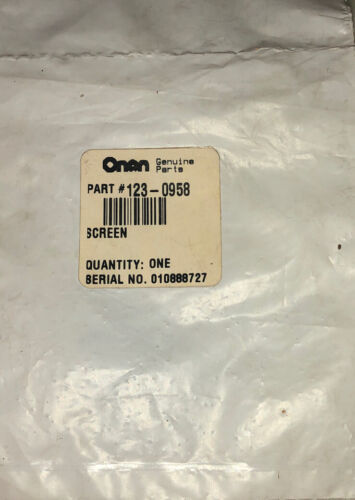 Onan Genuine Parts
PART #123-0958
SCREEN
QUANTITY: ONE
SERIAL NO. 010888727